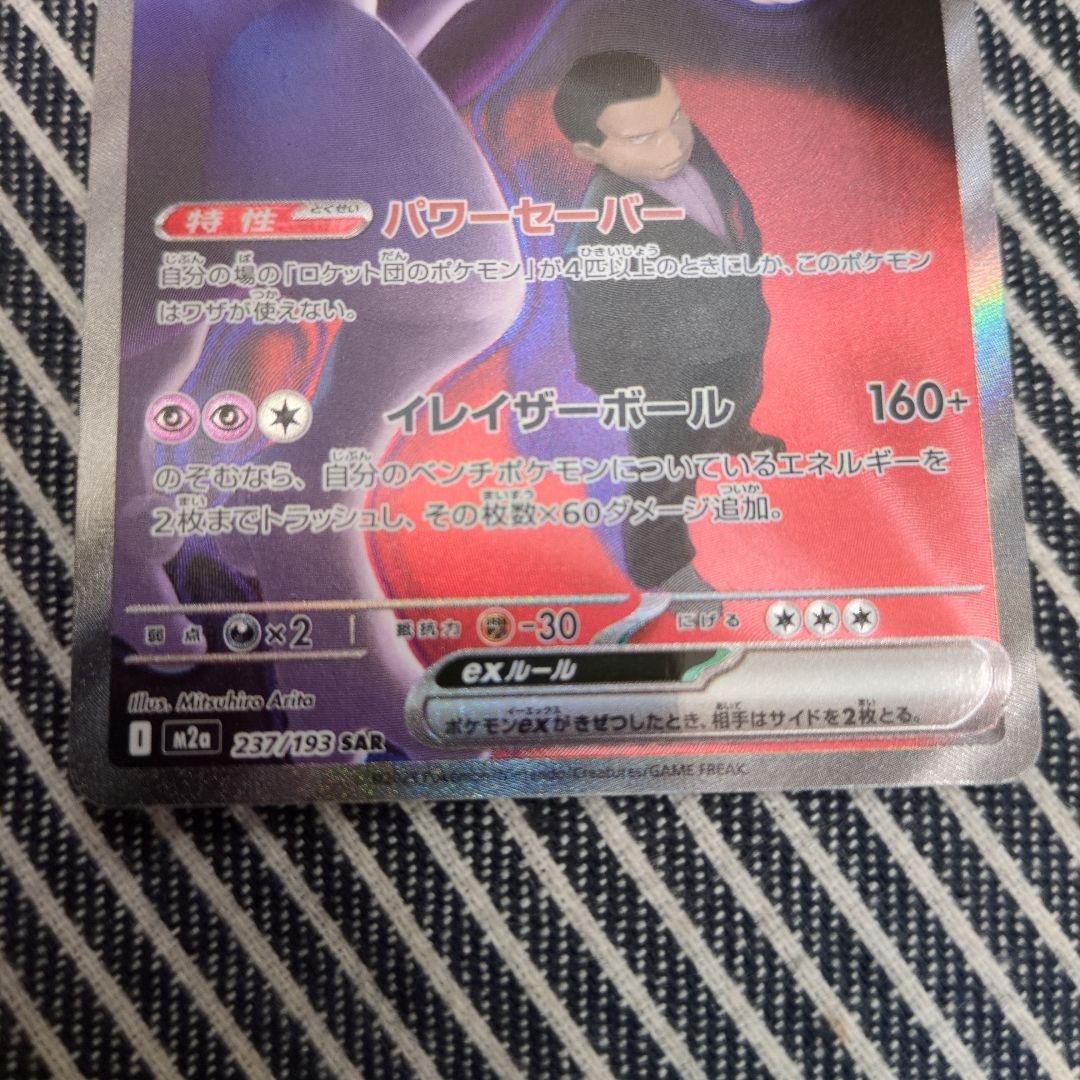 特性 とくせい パワーセーバー
自分の場の「ロケット団のポケモン」が4匹以上のときにしか、このポケモン
はワザが使えない。
イレイザーボール 160+
のぞむなら、自分のベンチポケモンについているエネルギーを
2枚までトラッシュし、その枚数×60ダメージ追加。
弱点 ×2 抵抗力 -30 にげる
exルール
ポケモンexがきぜつしたとき、相手はサイドを2枚とる。
Illus. Mitsuhiro Arita
I M2a 237/193 SAR
Creatures/GAME FREAK.